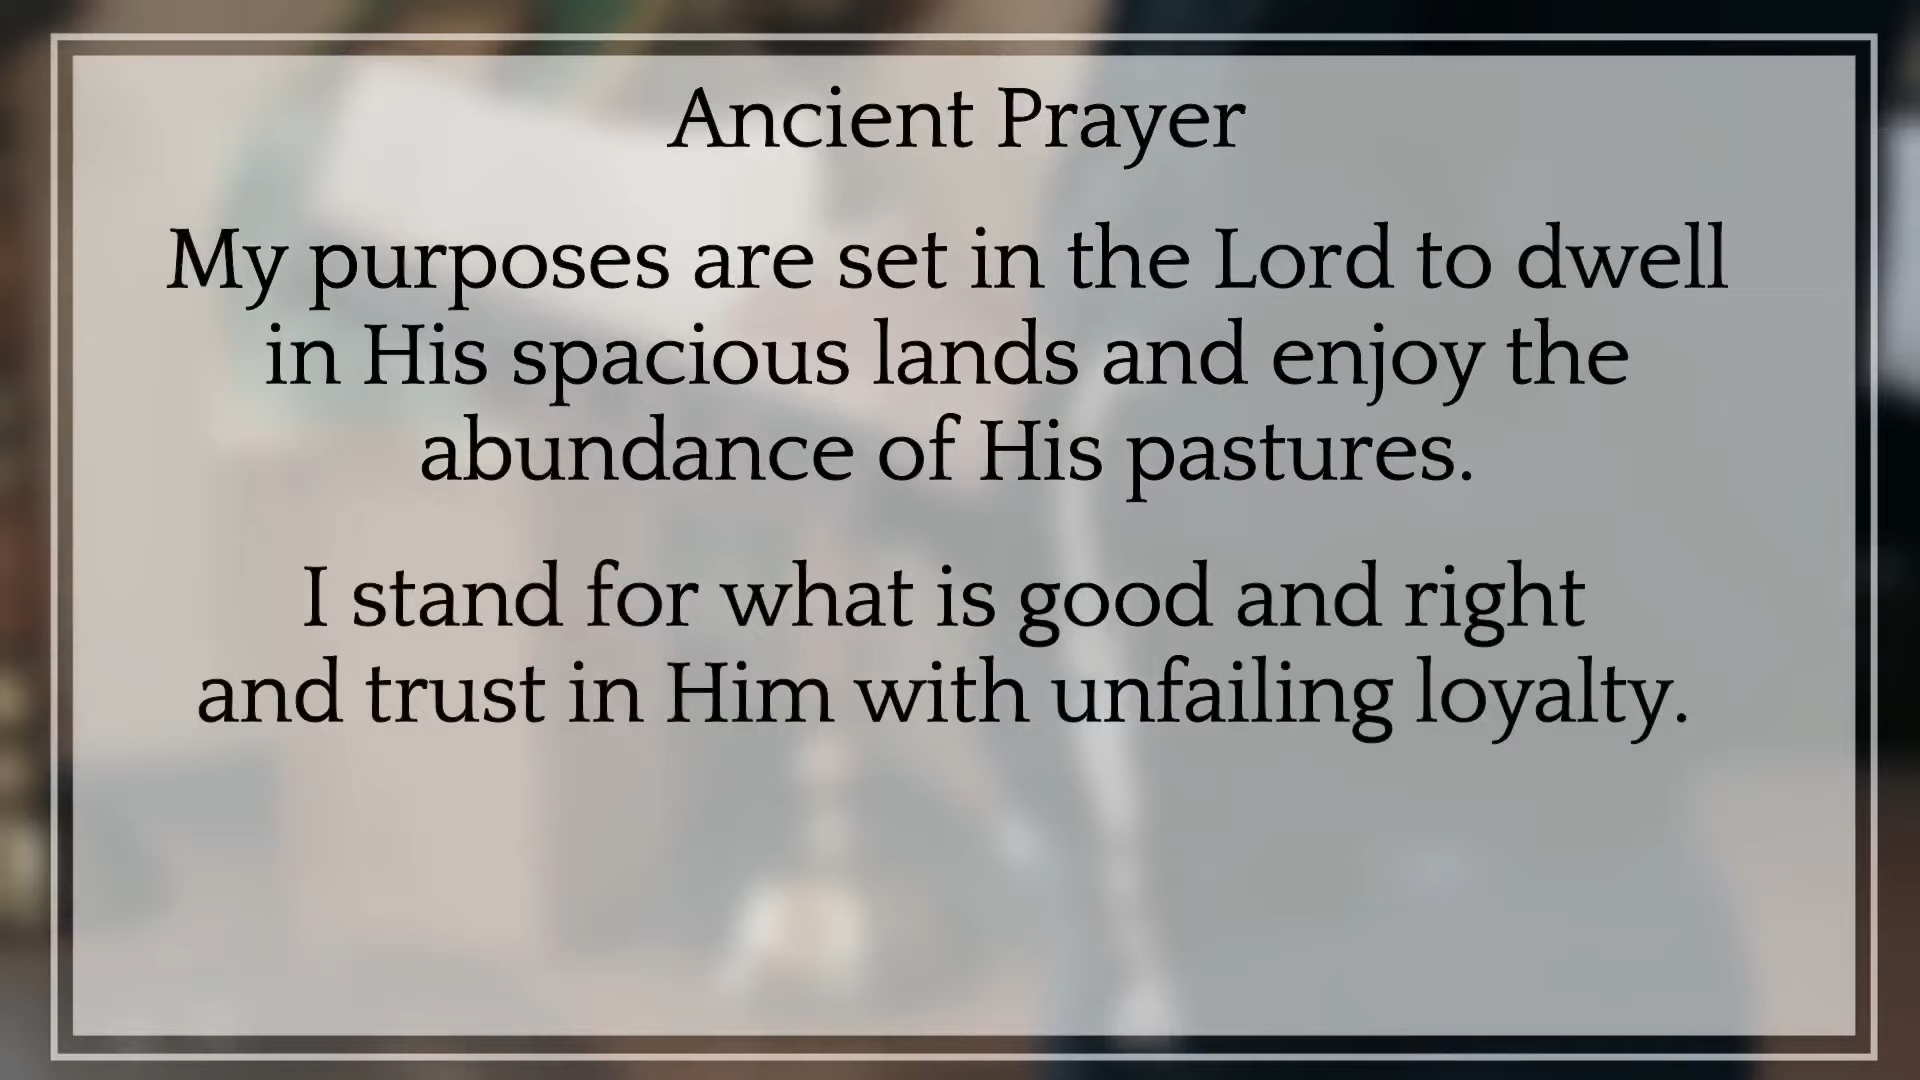 Ancient Prayer
My purposes are set in the Lord to dwell
in His spacious lands and enjoy the
abundance of His pastures.
I stand for what is good and right
and trust in Him with unfailing loyalty.